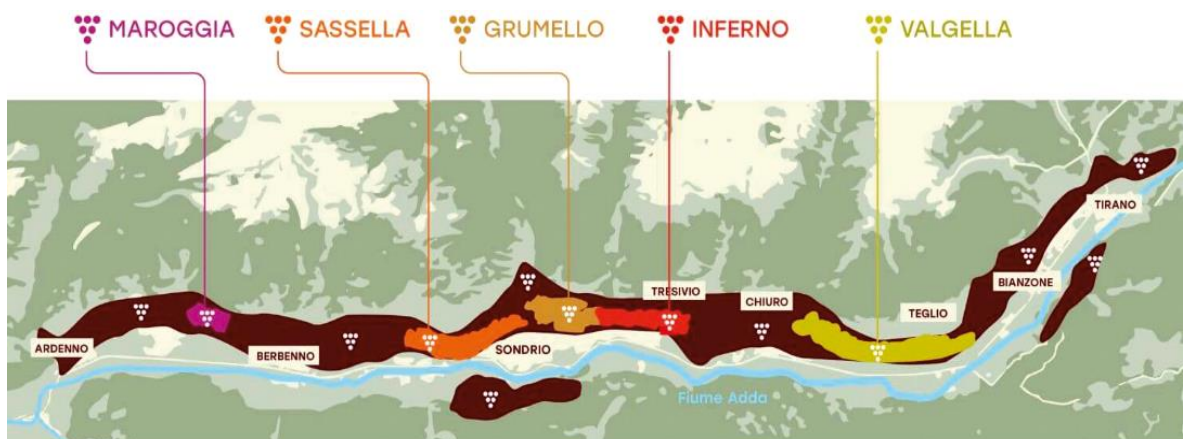 MAROGGIA
SASSELLA
GRUMELLO
INFERNO
VALGELLA
TIRANO
BIANZONE
TRESIVIO
CHIURO
TEGLIO
ARDENNO
BERBENNO
SONDRIO
Fiume Adda